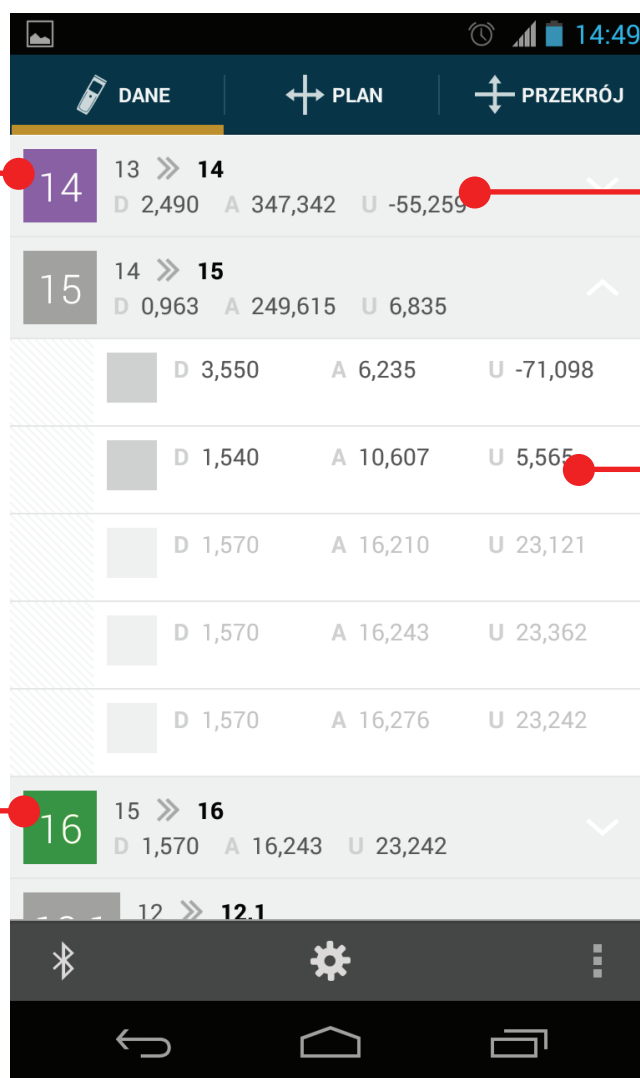 14:49
DANE PLAN PRZEKRÓJ
14 13 >> 14
D 2,490 A 347,342 U -55,259
15 14 >> 15
D 0,963 A 249,615 U 6,835
D 3,550 A 6,235 U -71,098
D 1,540 A 10,607 U 5,565
D 1,570 A 16,210 U 23,121
D 1,570 A 16,243 U 23,362
D 1,570 A 16,276 U 23,242
16 15 >> 16
D 1,570 A 16,243 U 23,242
12.1 12 >> 12.1